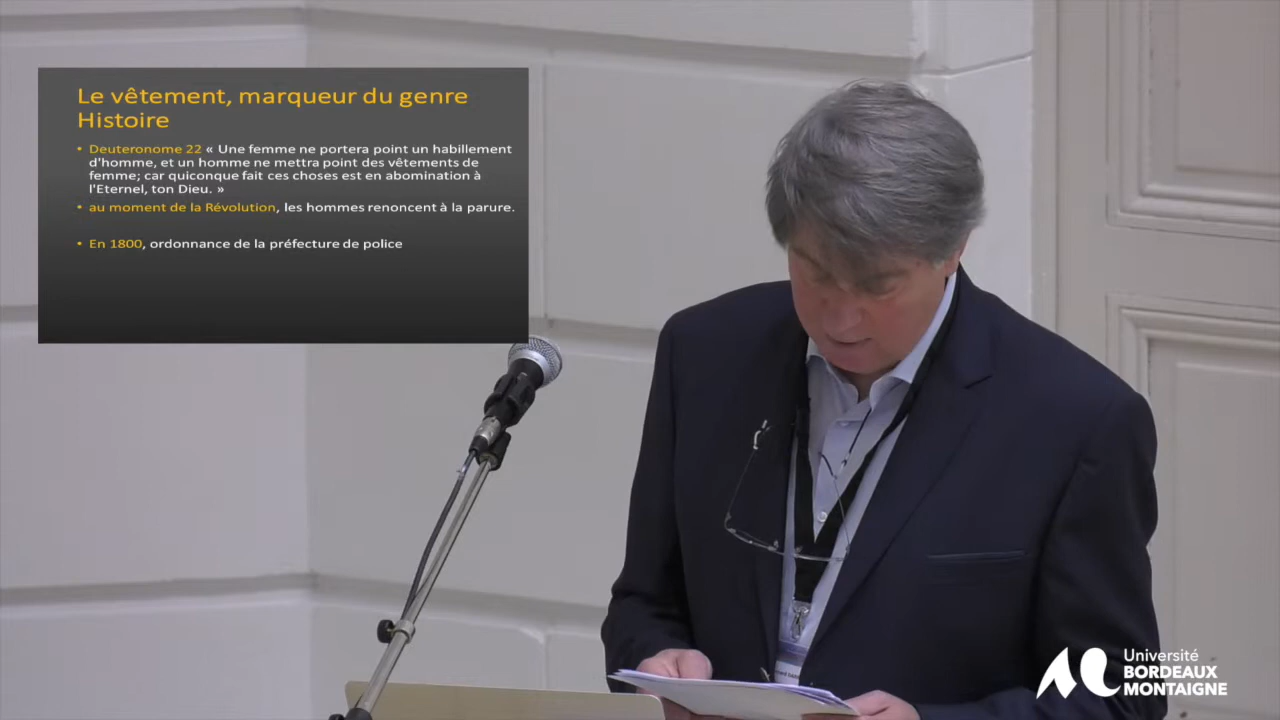 Le vêtement, marqueur du genre
Histoire
• Deuteronome 22 « Une femme ne portera point un habillement
d'homme, et un homme ne mettra point des vêtements de
femme; car quiconque fait ces choses est en abomination à
l'Eternel, ton Dieu. »
• au moment de la Révolution, les hommes renoncent à la parure.
• En 1800, ordonnance de la préfecture de police
Université
BORDEAUX
MONTAIGNE